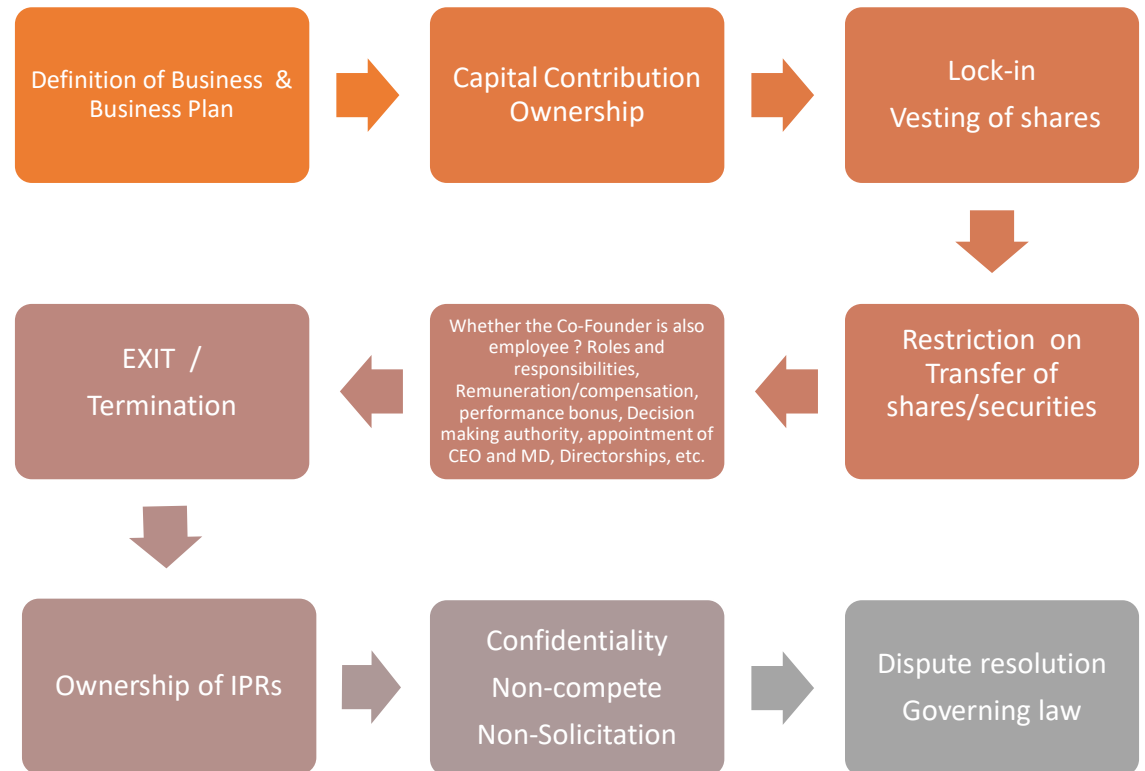 Definition of Business &
Business Plan
Capital Contribution
Ownership
Lock-in
Vesting of shares
Restriction on
Transfer of
shares/securities
Whether the Co-Founder is also
employee ? Roles and
responsibilities,
Remuneration/compensation,
performance bonus, Decision
making authority, appointment of
CEO and MD, Directorships, etc.
EXIT /
Termination
Ownership of IPRs
Confidentiality
Non-compete
Non-Solicitation
Dispute resolution
Governing law